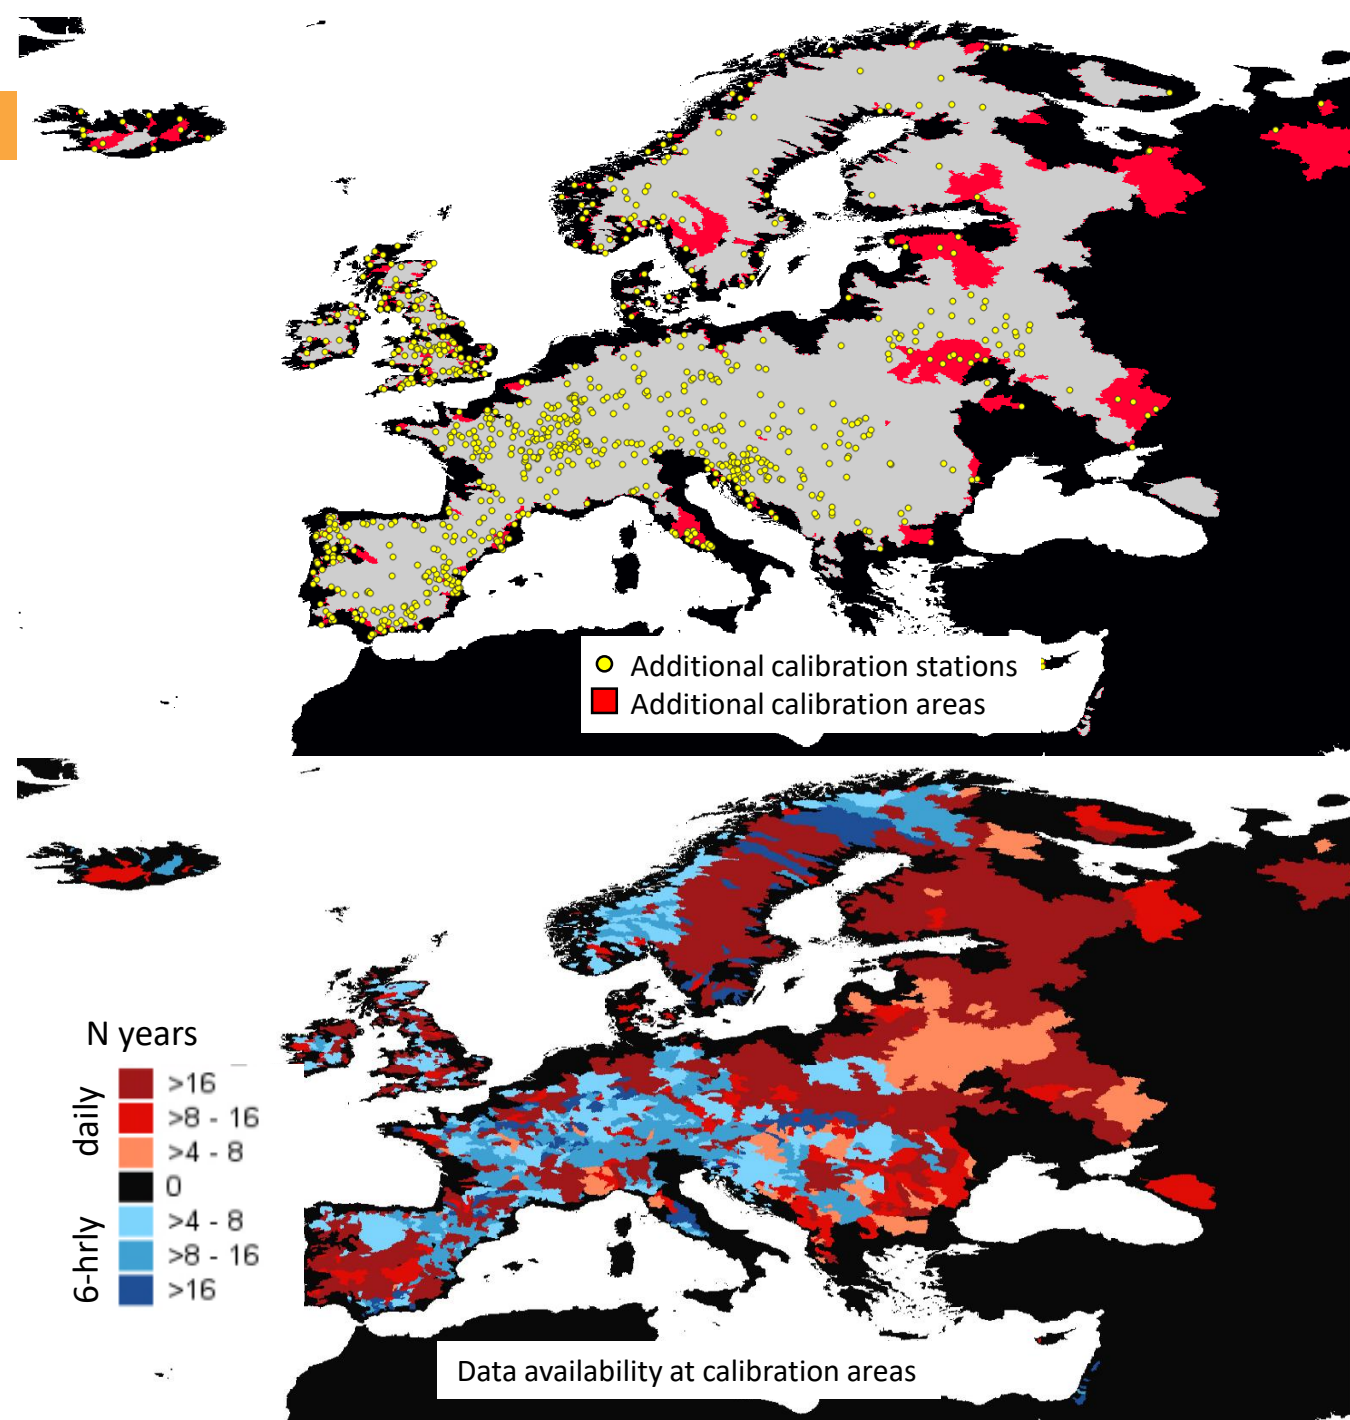 Additional calibration stations
Additional calibration areas
N years
daily
>16
>8 - 16
>4 - 8
0
6-hrly
>4 - 8
>8 - 16
>16
Data availability at calibration areas